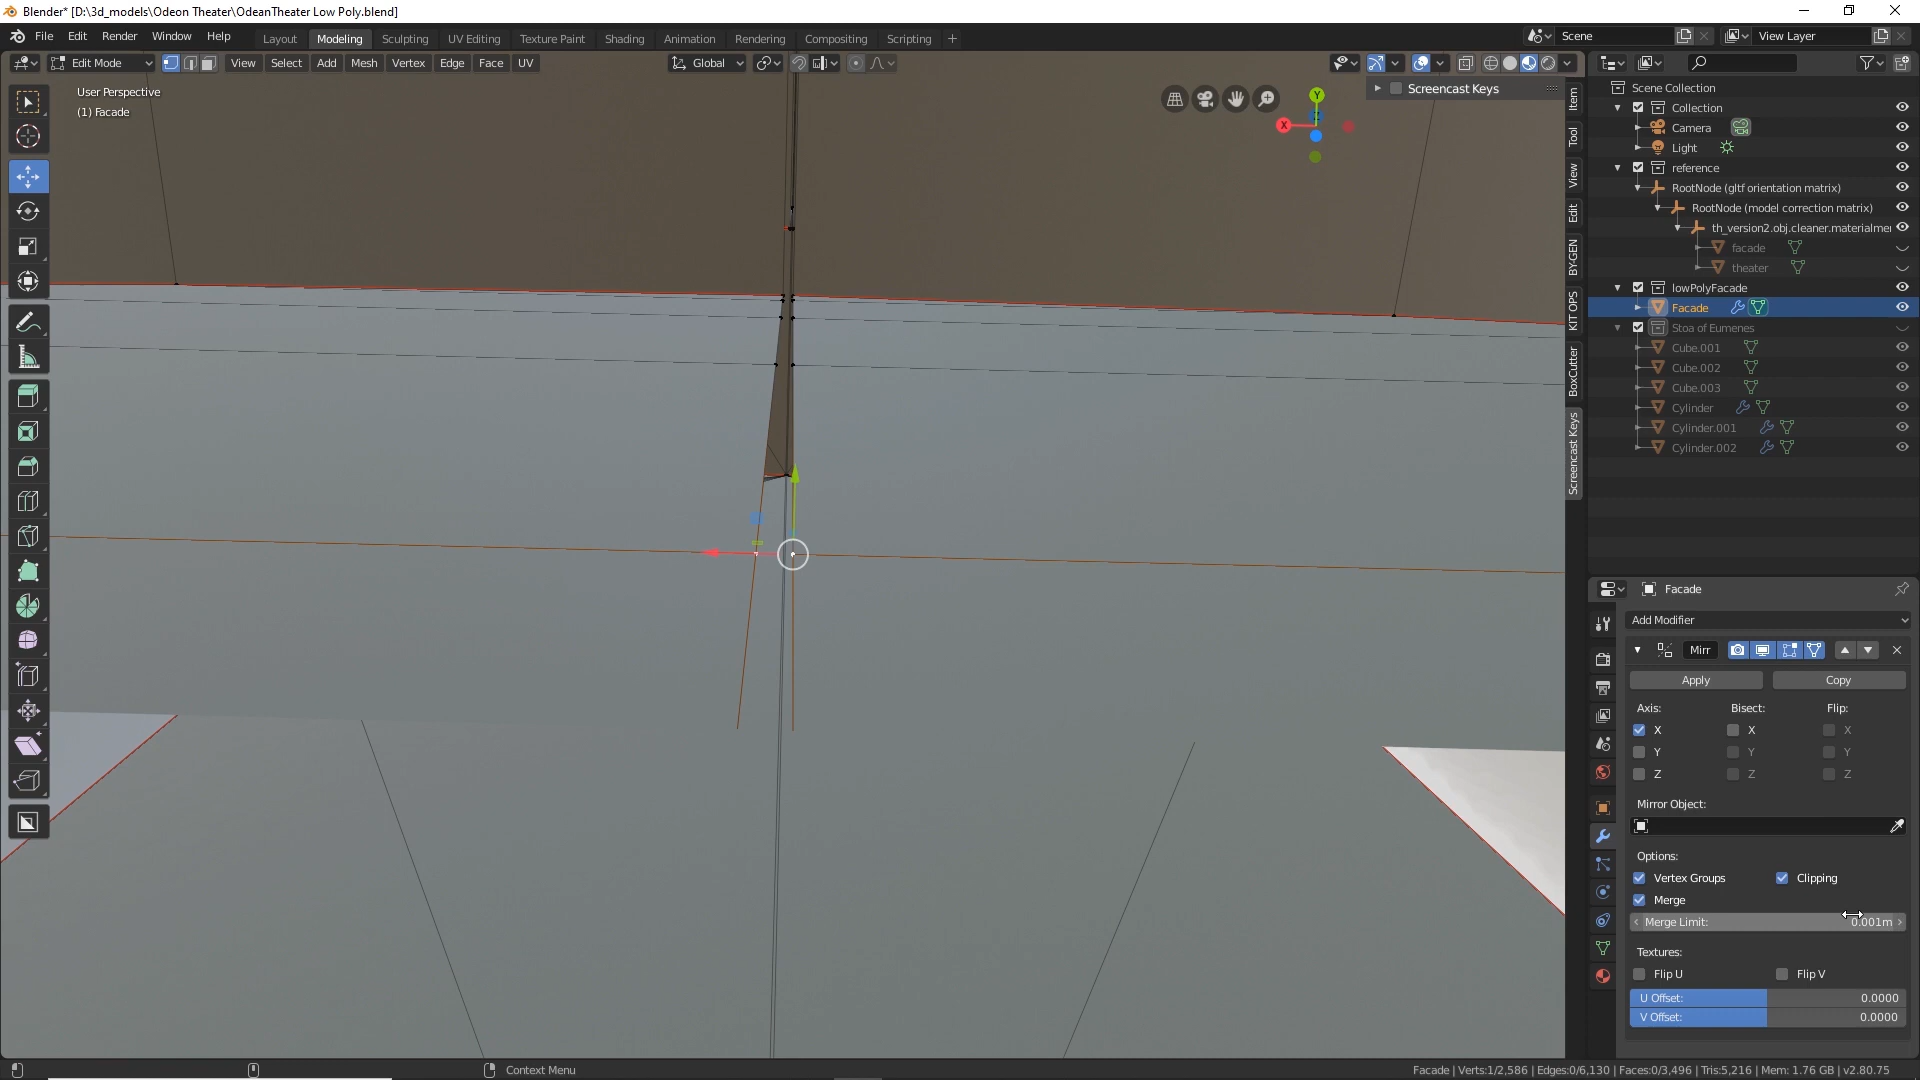 Blender* [D:\3d_models\Odeon Theater\OdeanTheater Low Poly.blend]
File Edit Render Window Help Layout Modeling Sculpting UV Editing Texture Paint Shading Animation Rendering Compositing Scripting + Scene View Layer
Edit Mode View Select Add Mesh Vertex Edge Face UV Global
User Perspective
(1) Facade
Screencast Keys
Y
X
Item
Tool
View
Edit
BY-GEN
KIT OPS
BoxCutter
Screencast Keys
Scene Collection
Collection
Camera
Light
reference
RootNode (gltf orientation matrix)
RootNode (model correction matrix)
th_version2.obj.cleaner.materialmer
facade
theater
lowPolyFacade
Facade
Stoa of Eumenes
Cube.001
Cube.002
Cube.003
Cylinder
Cylinder.001
Cylinder.002
Facade
Add Modifier
Mirr
Apply Copy
Axis: Bisect: Flip:
X X X
Y Y Y
Z Z Z
Mirror Object:
Options:
Vertex Groups Clipping
Merge
Merge Limit: 0.001m
Textures:
Flip U Flip V
U Offset: 0.0000
V Offset: 0.0000
Context Menu
Facade | Verts:1/2,586 | Edges:0/6,130 | Faces:0/3,496 | Tris:5,216 | Mem: 1.76 GB | v2.80.75